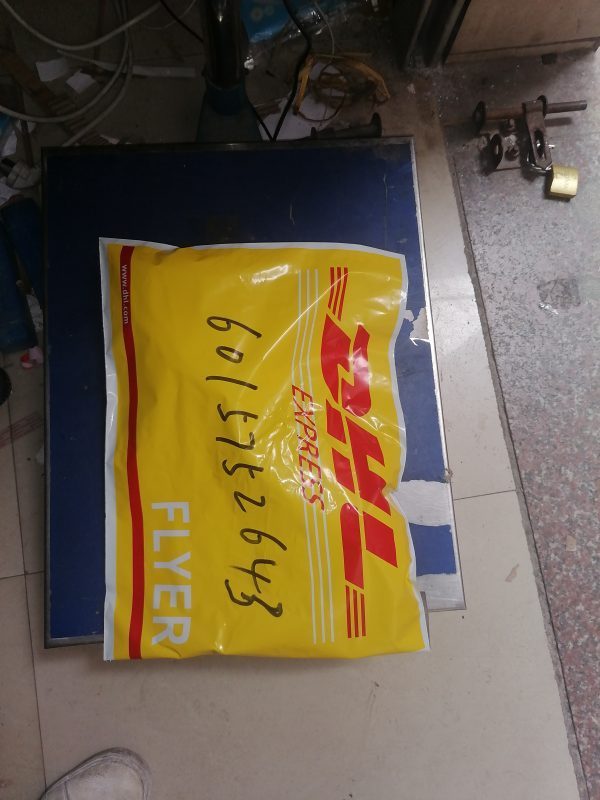 DHL
EXPRESS
6015752643
FLYER
www.dhl.com